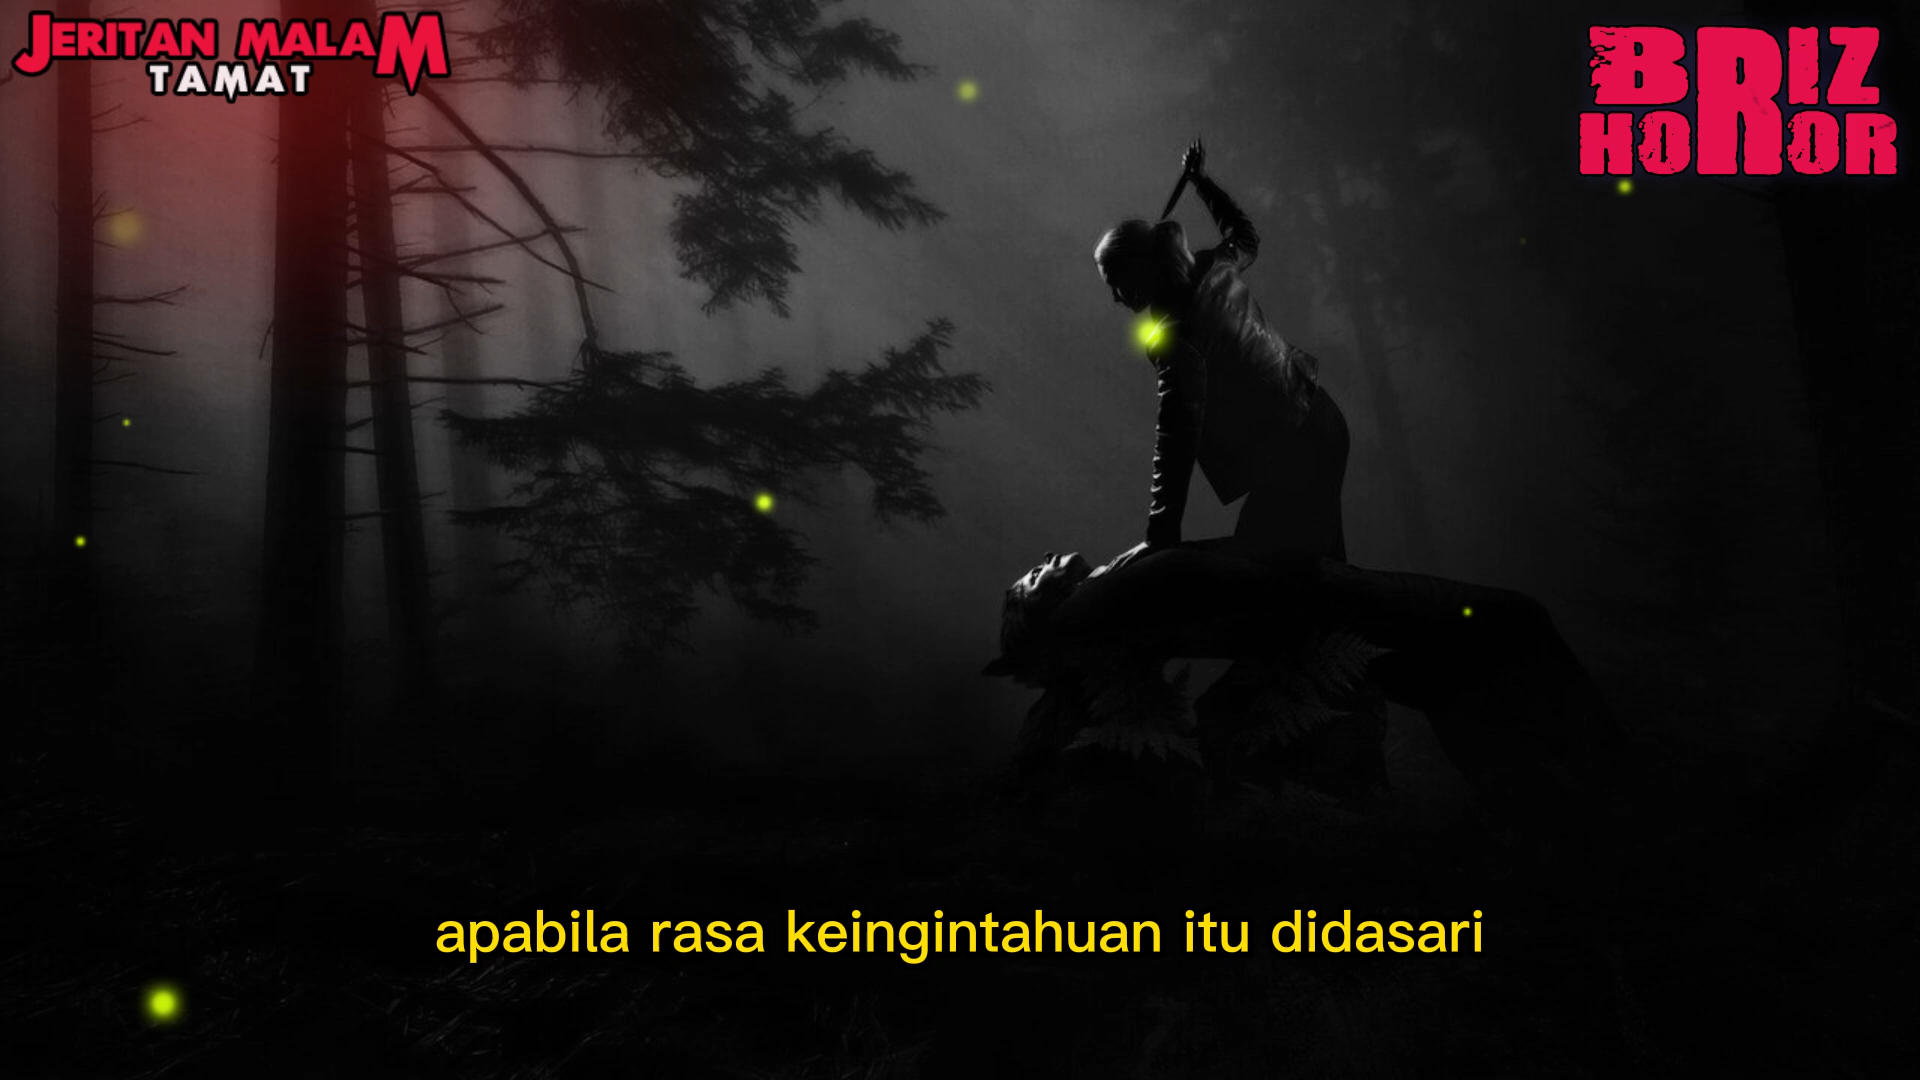 JERITAN MALAM
TAMAT
BRIZ
HORROR
apabila rasa keingintahuan itu didasari